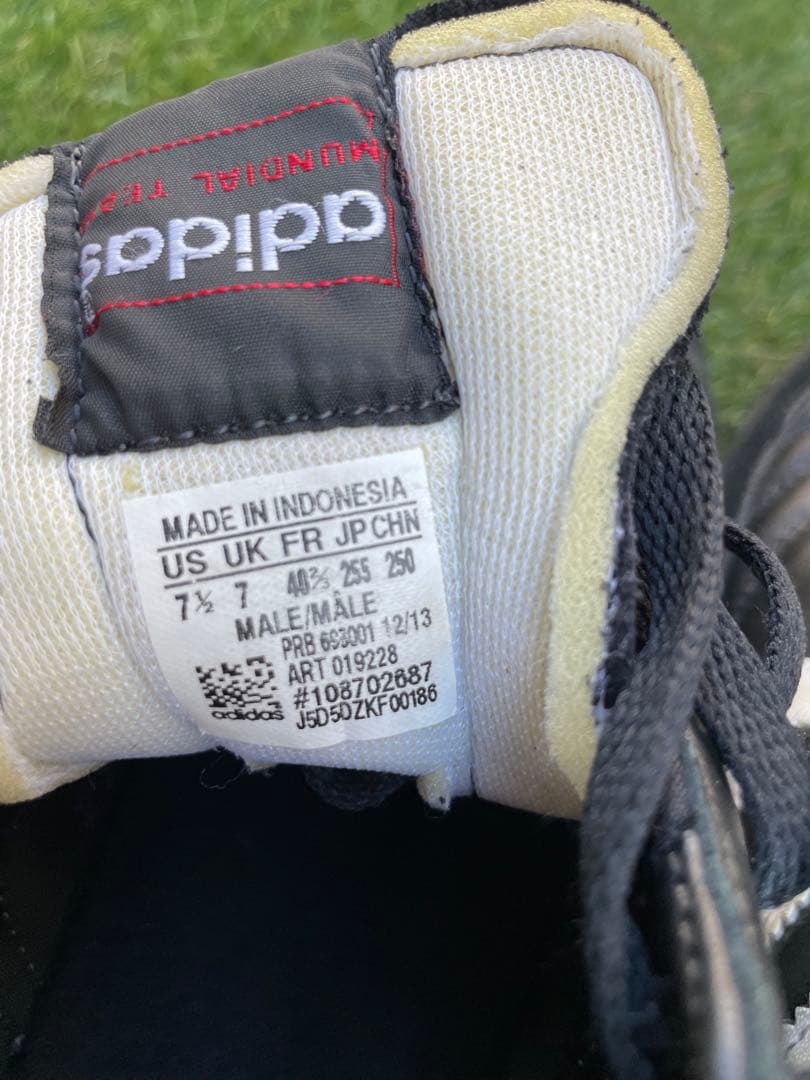 adidas
MUNDIAL
MADE IN INDONESIA
US UK FR JP CHN
7½ 7 40⅔ 255 250
MALE/MÂLE
PRB 693001 12/13
ART 019228
#108702687
adidas
J5D5DZKF00186